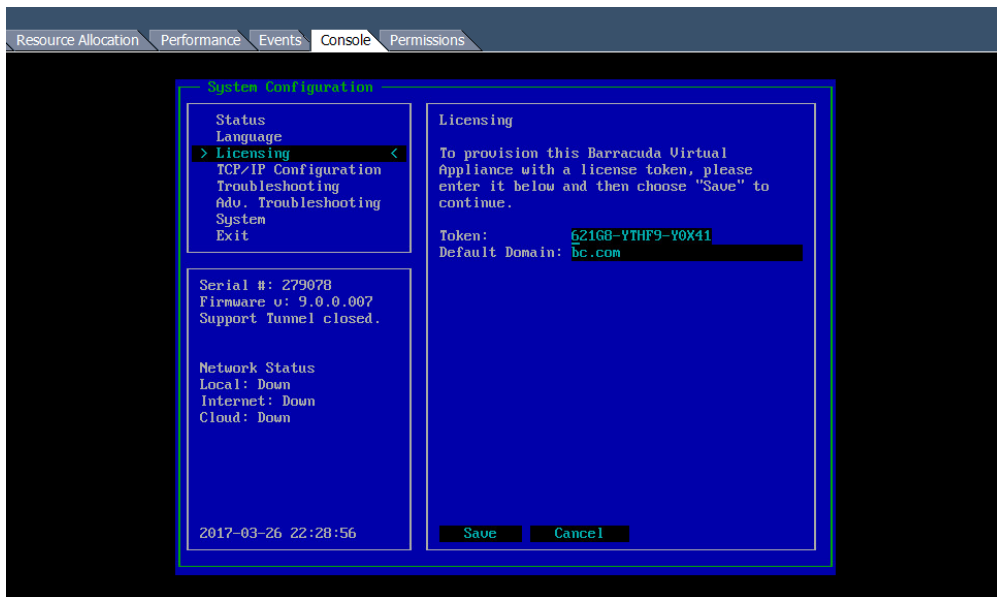 Resource Allocation Performance Events Console Permissions
System Configuration
Status
Language
> Licensing <
TCP/IP Configuration
Troubleshooting
Adv. Troubleshooting
System
Exit
Serial #: 279078
Firmware v: 9.0.0.007
Support Tunnel closed.
Network Status
Local: Down
Internet: Down
Cloud: Down
2017-03-26 22:28:56
Licensing
To provision this Barracuda Virtual
Appliance with a license token, please
enter it below and then choose "Save" to
continue.
Token: 621G8-YTHF9-Y0X41
Default Domain: bc.com
Save Cancel